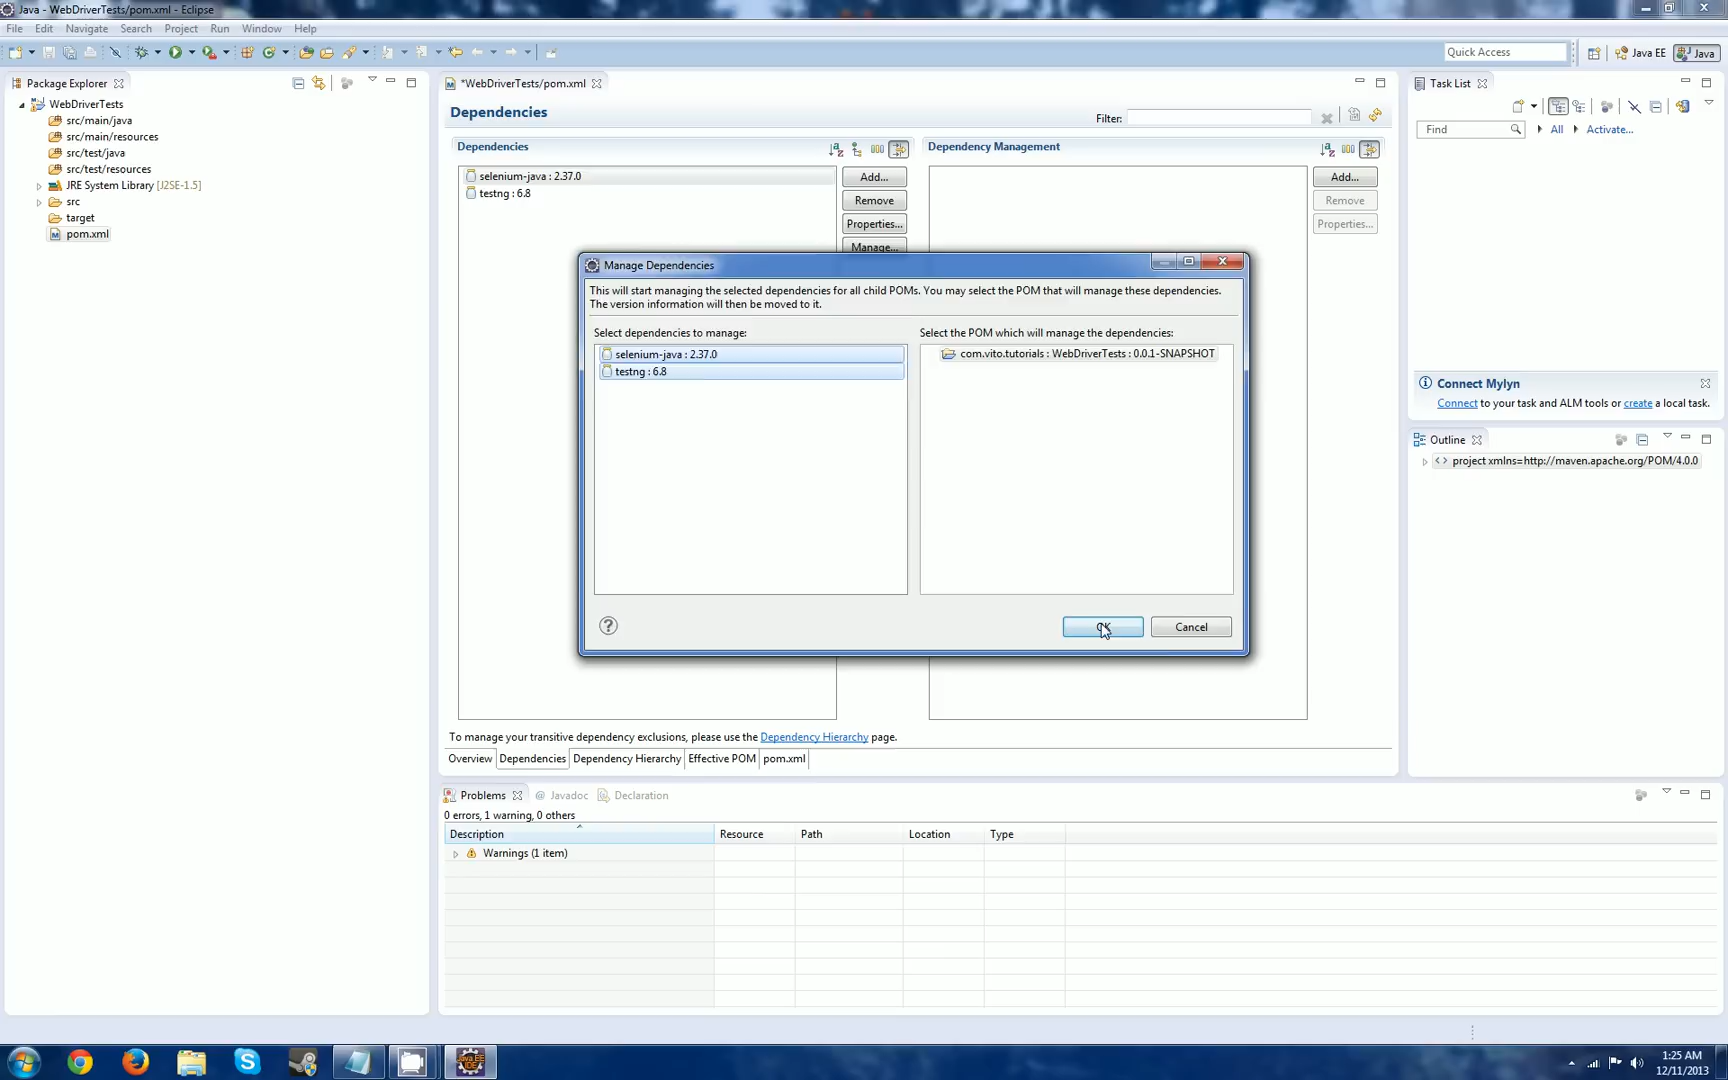 Java - WebDriverTests/pom.xml - Eclipse
File Edit Navigate Search Project Run Window Help
Quick Access
Java EE
Java
Package Explorer
WebDriverTests
src/main/java
src/main/resources
src/test/java
src/test/resources
JRE System Library [J2SE-1.5]
src
target
pom.xml
*WebDriverTests/pom.xml
Dependencies
Filter:
Dependencies
selenium-java : 2.37.0
testng : 6.8
Add...
Remove
Properties...
Manage...
Dependency Management
Add...
Remove
Properties...
Manage Dependencies
This will start managing the selected dependencies for all child POMs. You may select the POM that will manage these dependencies.
The version information will then be moved to it.
Select dependencies to manage:
selenium-java : 2.37.0
testng : 6.8
Select the POM which will manage the dependencies:
com.vito.tutorials : WebDriverTests : 0.0.1-SNAPSHOT
OK
Cancel
To manage your transitive dependency exclusions, please use the Dependency Hierarchy page.
Overview Dependencies Dependency Hierarchy Effective POM pom.xml
Problems @ Javadoc Declaration
0 errors, 1 warning, 0 others
Description Resource Path Location Type
Warnings (1 item)
Task List
Find
All
Activate...
Connect Mylyn
Connect to your task and ALM tools or create a local task.
Outline
project xmlns=http://maven.apache.org/POM/4.0.0
Java EE
IDE
1:25 AM
12/11/2013